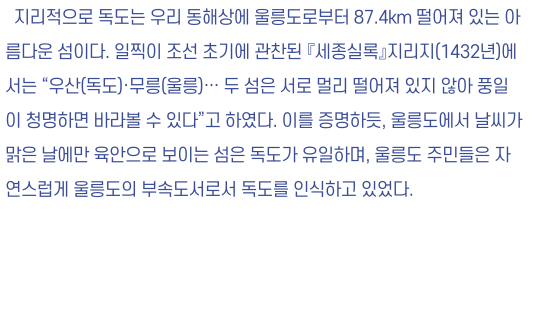 지리적으로 독도는 우리 동해상에 울릉도로부터 87.4km 떨어져 있는 아
름다운 섬이다. 일찍이 조선 초기에 관찬된 『세종실록』지리지(1432년)에
서는 “우산(독도)·무릉(울릉)… 두 섬은 서로 멀리 떨어져 있지 않아 풍일
이 청명하면 바라볼 수 있다”고 하였다. 이를 증명하듯, 울릉도에서 날씨가
맑은 날에만 육안으로 보이는 섬은 독도가 유일하며, 울릉도 주민들은 자
연스럽게 울릉도의 부속도서로서 독도를 인식하고 있었다.